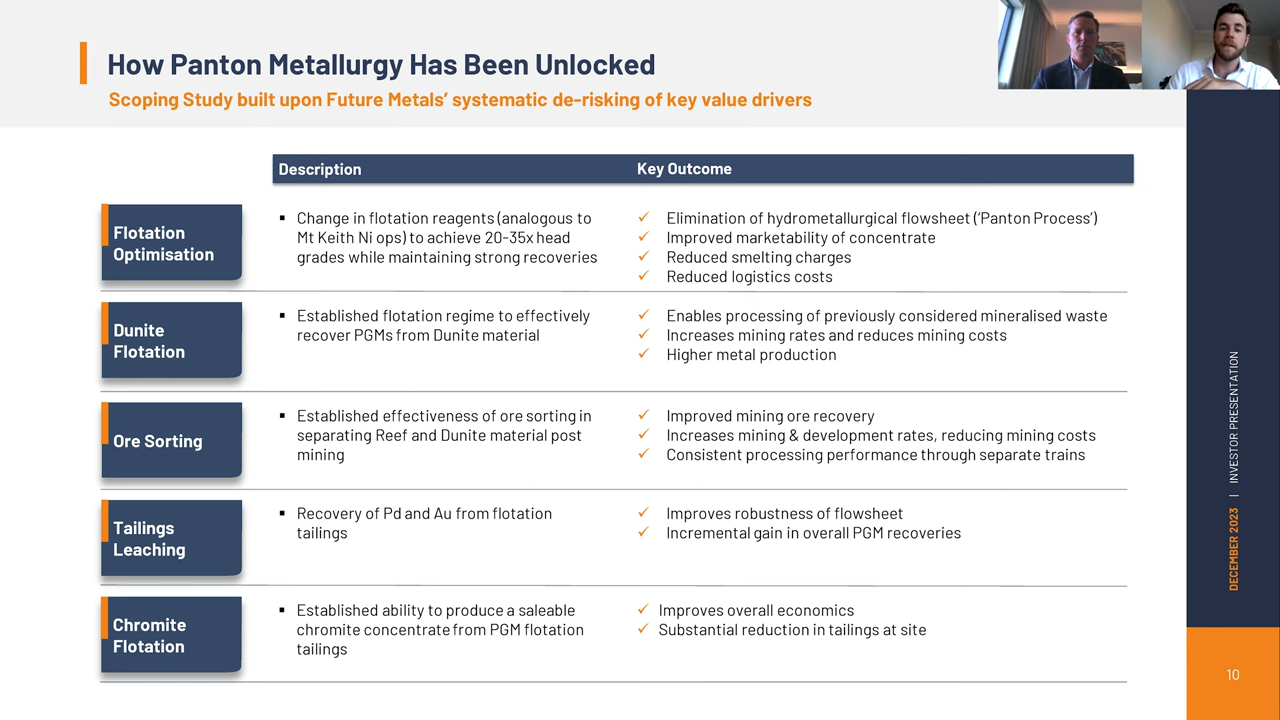 How Panton Metallurgy Has Been Unlocked
Scoping Study built upon Future Metals' systematic de-risking of key value drivers
Description
Key Outcome
Flotation
Optimisation
▪ Change in flotation reagents (analogous to
Mt Keith Ni ops) to achieve 20-35x head
grades while maintaining strong recoveries
✓ Elimination of hydrometallurgical flowsheet ('Panton Process')
✓ Improved marketability of concentrate
✓ Reduced smelting charges
✓ Reduced logistics costs
Dunite
Flotation
▪ Established flotation regime to effectively
recover PGMs from Dunite material
✓ Enables processing of previously considered mineralised waste
✓ Increases mining rates and reduces mining costs
✓ Higher metal production
Ore Sorting
▪ Established effectiveness of ore sorting in
separating Reef and Dunite material post
mining
✓ Improved mining ore recovery
✓ Increases mining & development rates, reducing mining costs
✓ Consistent processing performance through separate trains
Tailings
Leaching
▪ Recovery of Pd and Au from flotation
tailings
✓ Improves robustness of flowsheet
✓ Incremental gain in overall PGM recoveries
Chromite
Flotation
▪ Established ability to produce a saleable
chromite concentrate from PGM flotation
tailings
✓ Improves overall economics
✓ Substantial reduction in tailings at site
DECEMBER 2023 | INVESTOR PRESENTATION
10